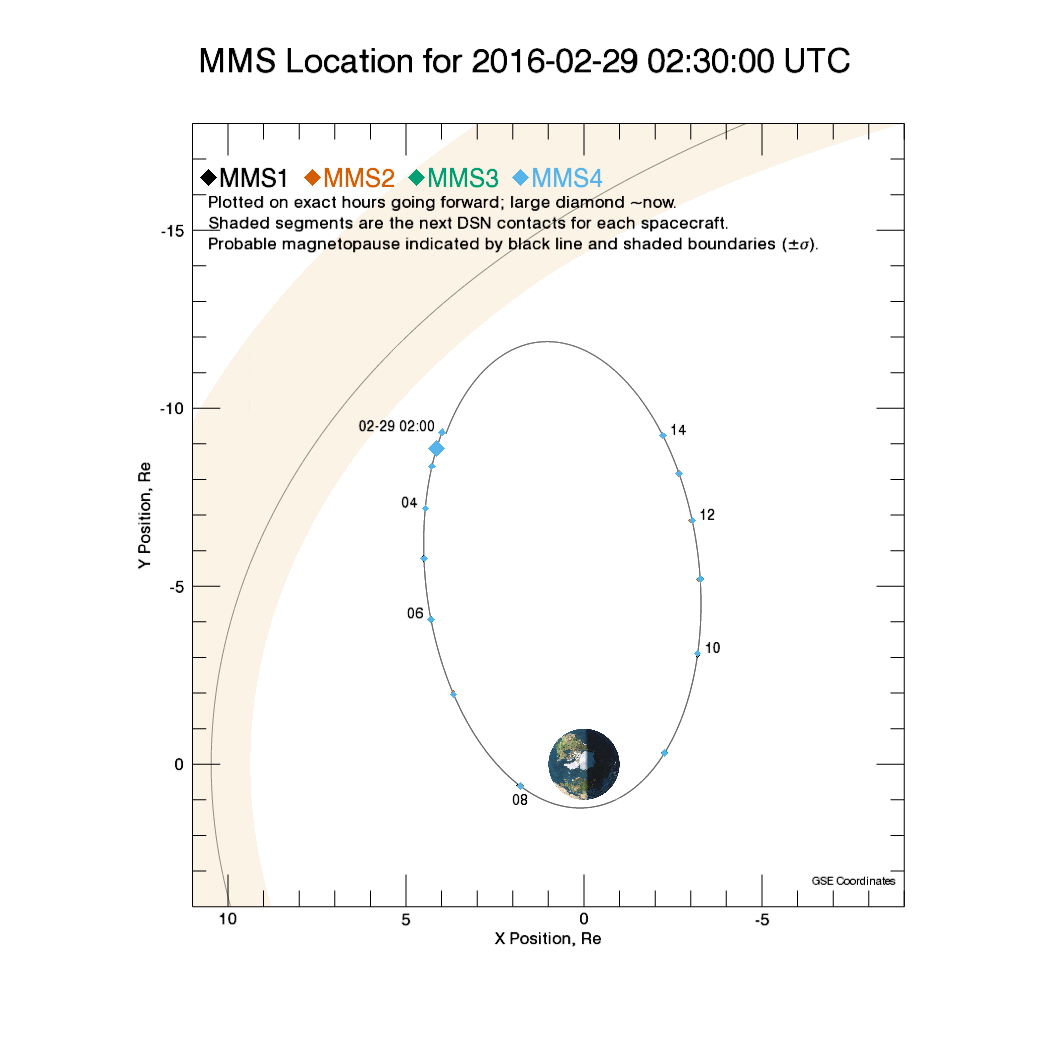 MMS Location for 2016-02-29 02:30:00 UTC
MMS1 MMS2 MMS3 MMS4
Plotted on exact hours going forward; large diamond ~now.
Shaded segments are the next DSN contacts for each spacecraft.
Probable magnetopause indicated by black line and shaded boundaries (±σ).
-15
-10
02-29 02:00
14
04
12
Y Position, Re
-5
06
10
0
08
GSE Coordinates
10 5 0 -5
X Position, Re